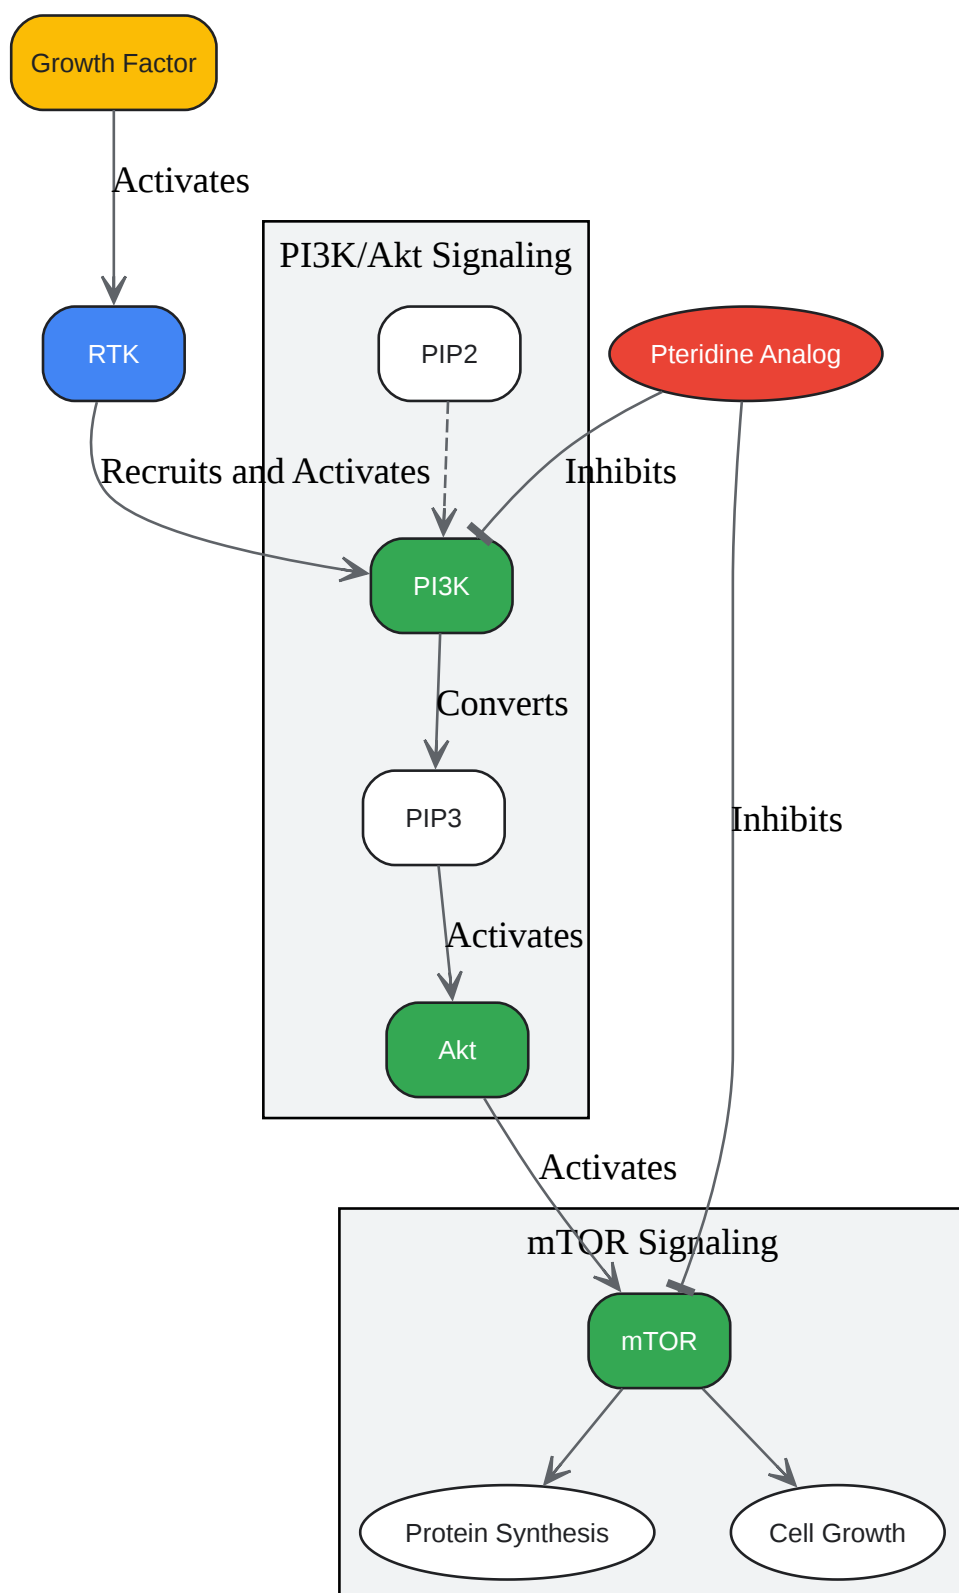 Growth Factor
Activates
PI3K/Akt Signaling
RTK
PIP2
Pteridine Analog
Recruits and Activates
Inhibits
PI3K
Converts
PIP3
Inhibits
Activates
Akt
Activates
mTOR Signaling
mTOR
Protein Synthesis
Cell Growth